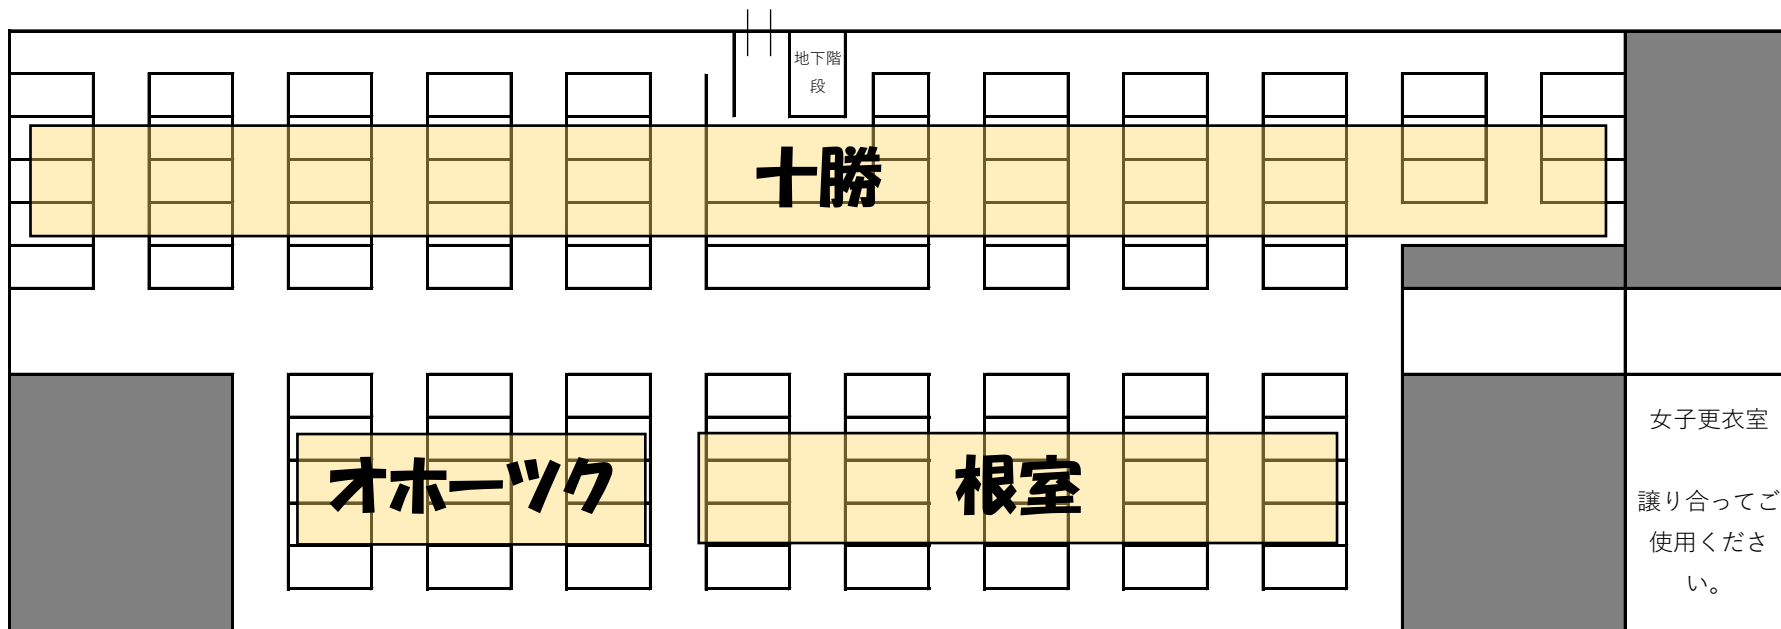 地下階
段
十勝
オホーツク
根室
女子更衣室
譲り合ってご
使用くださ
い。